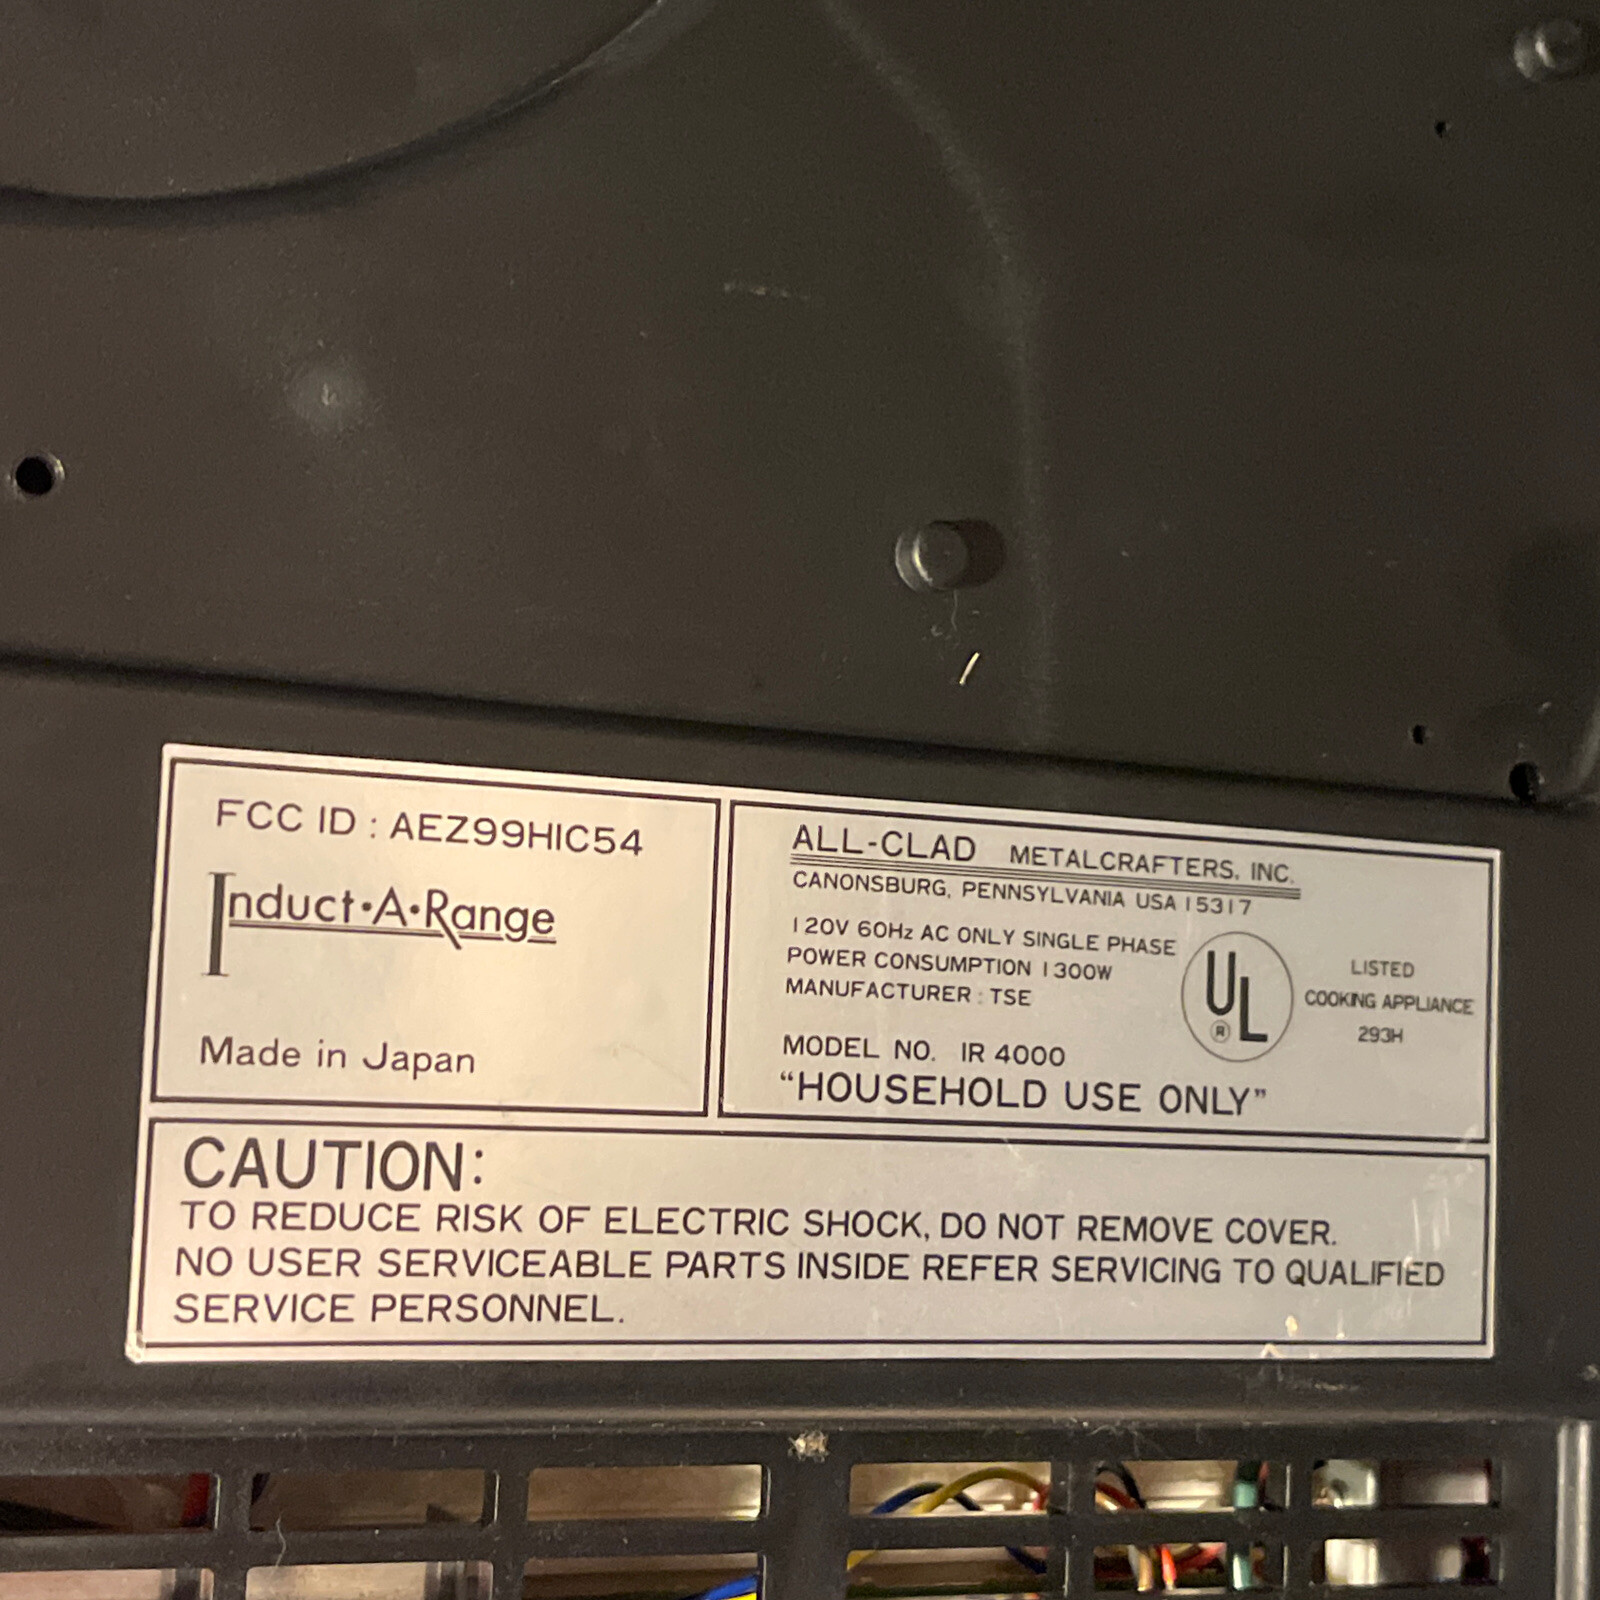 FCC ID : AEZ99HIC54
Induct•A•Range
Made in Japan
ALL-CLAD METALCRAFTERS, INC.
CANONSBURG, PENNSYLVANIA USA 15317
120V 60Hz AC ONLY SINGLE PHASE
POWER CONSUMPTION 1300W
MANUFACTURER : TSE
MODEL NO. IR 4000
"HOUSEHOLD USE ONLY"
UL
®
LISTED
COOKING APPLIANCE
293H
CAUTION:
TO REDUCE RISK OF ELECTRIC SHOCK, DO NOT REMOVE COVER.
NO USER SERVICEABLE PARTS INSIDE REFER SERVICING TO QUALIFIED
SERVICE PERSONNEL.